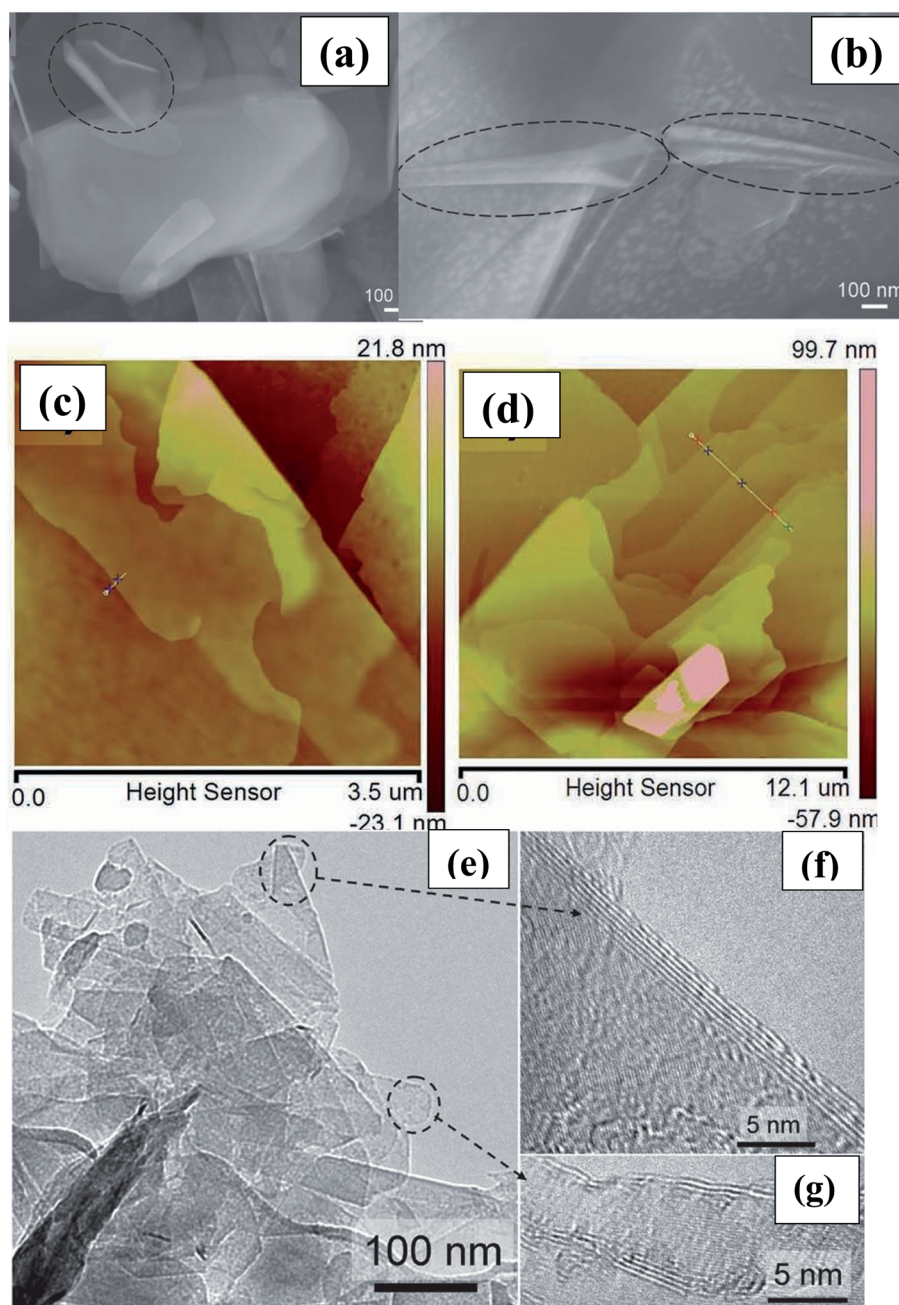 (a)
100
(b)
100 nm
21.8 nm
(c)
0.0
Height Sensor
3.5 um
-23.1 nm
99.7 nm
(d)
0.0
Height Sensor
12.1 um
-57.9 nm
(e)
100 nm
(f)
5 nm
(g)
5 nm